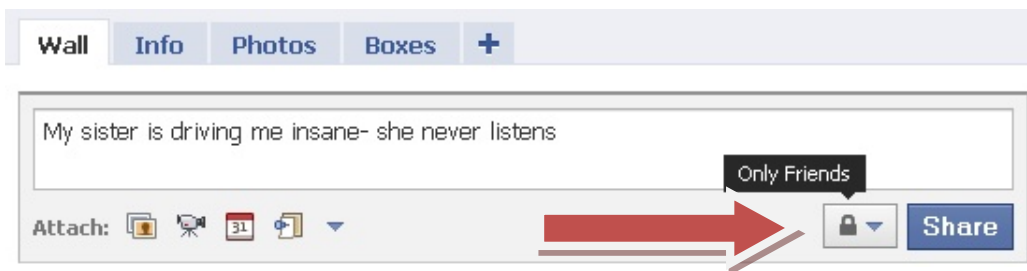 Wall Info Photos Boxes +
My sister is driving me insane- she never listens
Only Friends
Attach: 31 Share